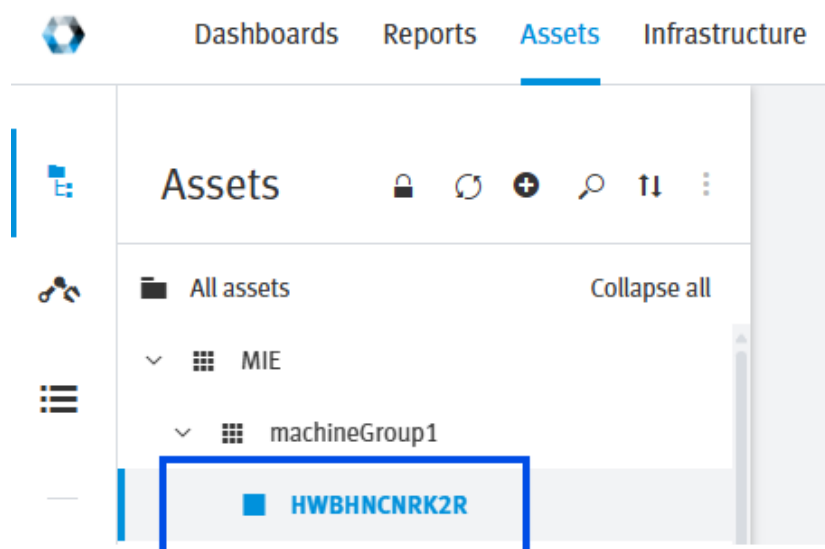 Dashboards Reports Assets Infrastructure
Assets
All assets Collapse all
MIE
machineGroup1
HWBHNCNRK2R